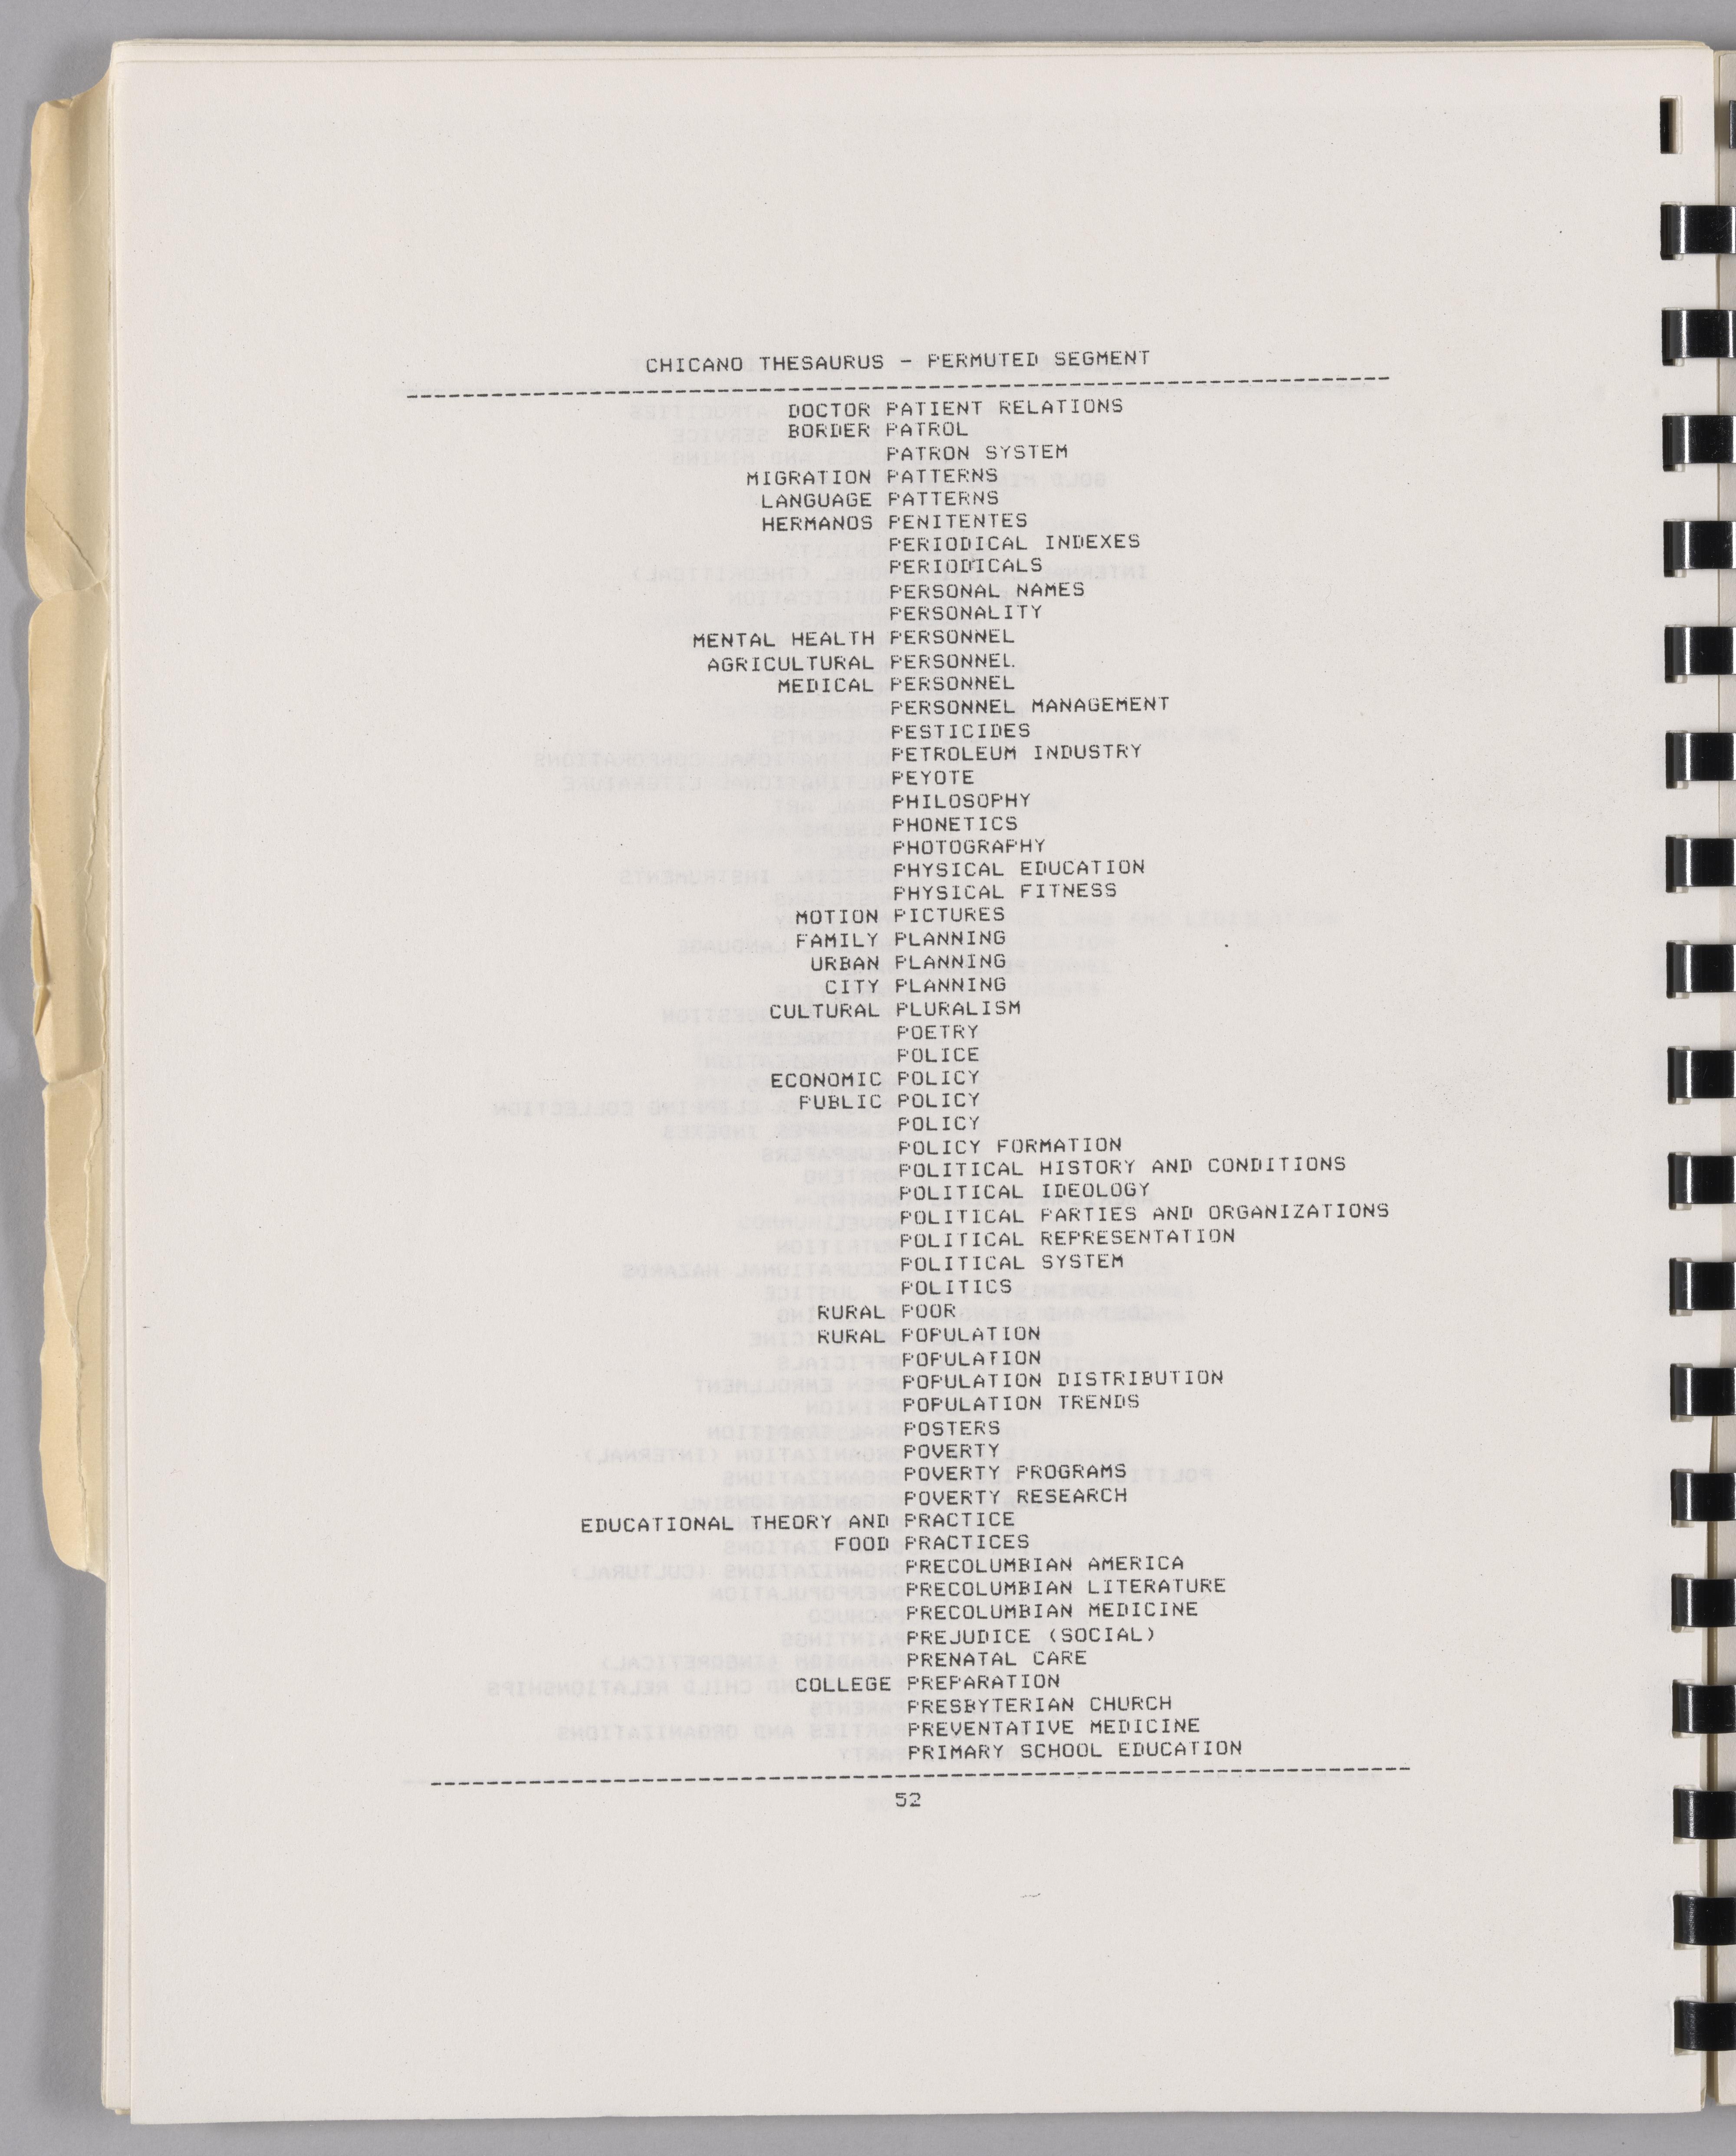 CHICANO THESAURUS - PERMUTED SEGMENT
DOCTOR PATIENT RELATIONS
BORDER PATROL
PATRON SYSTEM
MIGRATION PATTERNS
LANGUAGE PATTERNS
HERMANOS PENITENTES
PERIODICAL INDEXES
PERIODICALS
PERSONAL NAMES
PERSONALITY
MENTAL HEALTH PERSONNEL
AGRICULTURAL PERSONNEL
MEDICAL PERSONNEL
PERSONNEL MANAGEMENT
PESTICIDES
PETROLEUM INDUSTRY
PEYOTE
PHILOSOPHY
PHONETICS
PHOTOGRAPHY
PHYSICAL EDUCATION
PHYSICAL FITNESS
MOTION PICTURES
FAMILY PLANNING
URBAN PLANNING
CITY PLANNING
CULTURAL PLURALISM
POETRY
POLICE
ECONOMIC POLICY
PUBLIC POLICY
POLICY
POLICY FORMATION
POLITICAL HISTORY AND CONDITIONS
POLITICAL IDEOLOGY
POLITICAL PARTIES AND ORGANIZATIONS
POLITICAL REPRESENTATION
POLITICAL SYSTEM
POLITICS
RURAL POOR
RURAL POPULATION
POPULATION
POPULATION DISTRIBUTION
POPULATION TRENDS
POSTERS
POVERTY
POVERTY PROGRAMS
POVERTY RESEARCH
EDUCATIONAL THEORY AND PRACTICE
FOOD PRACTICES
PRECOLUMBIAN AMERICA
PRECOLUMBIAN LITERATURE
PRECOLUMBIAN MEDICINE
PREJUDICE (SOCIAL)
PRENATAL CARE
COLLEGE PREPARATION
PRESBYTERIAN CHURCH
PREVENTATIVE MEDICINE
PRIMARY SCHOOL EDUCATION
52